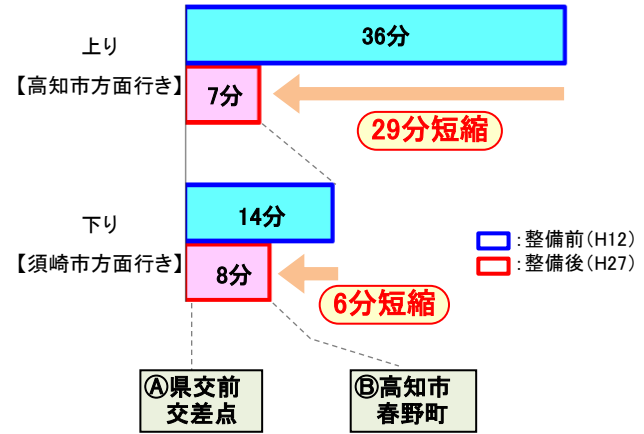 上り
【高知市方面行き】
36分
7分
29分短縮
下り
【須崎市方面行き】
14分
8分
6分短縮
：整備前（H12）
：整備後（H27）
Ⓐ県交前
交差点
Ⓑ高知市
春野町